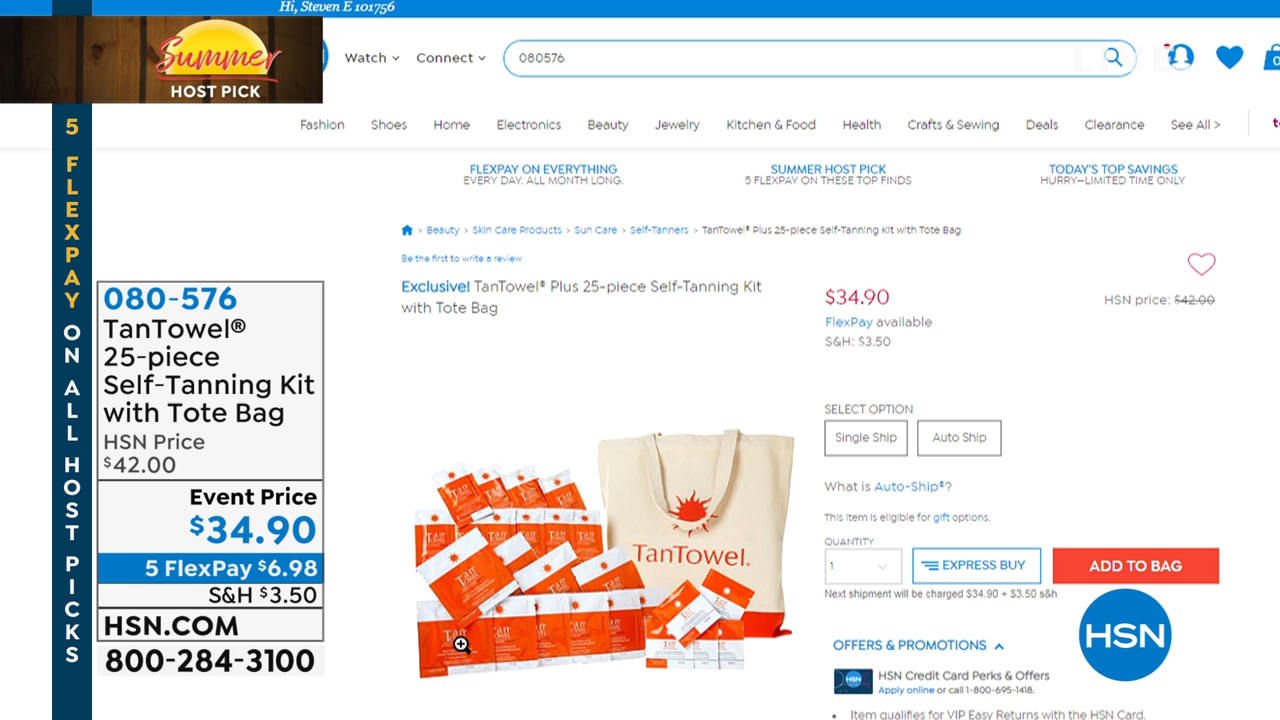 Hi, Steven E 101756
Summer
HOST PICK
Watch
Connect
080576
0
Fashion
Shoes
Home
Electronics
Beauty
Jewelry
Kitchen & Food
Health
Crafts & Sewing
Deals
Clearance
See All >
FLEXPAY ON EVERYTHING
EVERY DAY, ALL MONTH LONG.
SUMMER HOST PICK
5 FLEXPAY ON THESE TOP FINDS
TODAY'S TOP SAVINGS
HURRY—LIMITED TIME ONLY
5 FLEXPAY ON ALL HOST PICKS
> Beauty > Skin Care Products > Sun Care > Self-Tanners > TanTowel® Plus 25-piece Self-Tanning Kit with Tote Bag
Be the first to write a review
Exclusive! TanTowel® Plus 25-piece Self-Tanning Kit
with Tote Bag
$34.90
HSN price: $42.00
FlexPay available
S&H: $3.50
SELECT OPTION
Single Ship
Auto Ship
What is Auto-Ship®?
This item is eligible for gift options.
QUANTITY
1
EXPRESS BUY
ADD TO BAG
Next shipment will be charged $34.90 + $3.50 s&h
OFFERS & PROMOTIONS
HSN
HSN
HSN Credit Card Perks & Offers
Apply online or call 1-800-695-1418.
• Item qualifies for VIP Easy Returns with the HSN Card.
TanTowel.
080-576
TanTowel®
25-piece
Self-Tanning Kit
with Tote Bag
HSN Price
$42.00
Event Price
$34.90
5 FlexPay $6.98
S&H $3.50
HSN.COM
800-284-3100